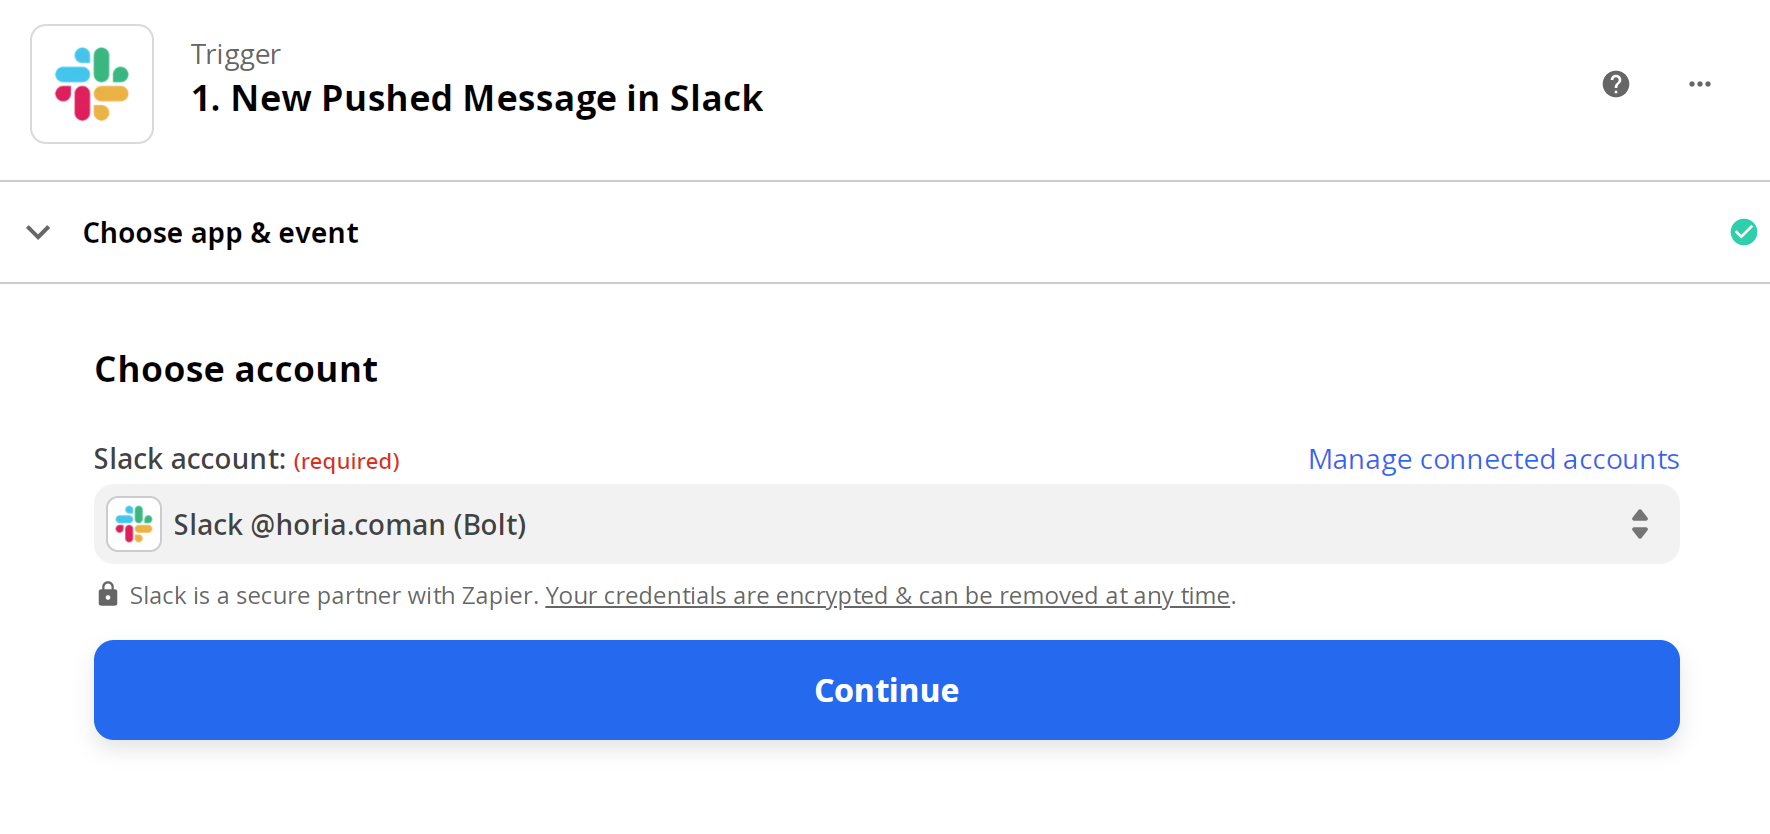 Trigger
1. New Pushed Message in Slack
Choose app & event
Choose account
Slack account: (required)
Manage connected accounts
Slack @horia.coman (Bolt)
Slack is a secure partner with Zapier. Your credentials are encrypted & can be removed at any time.
Continue